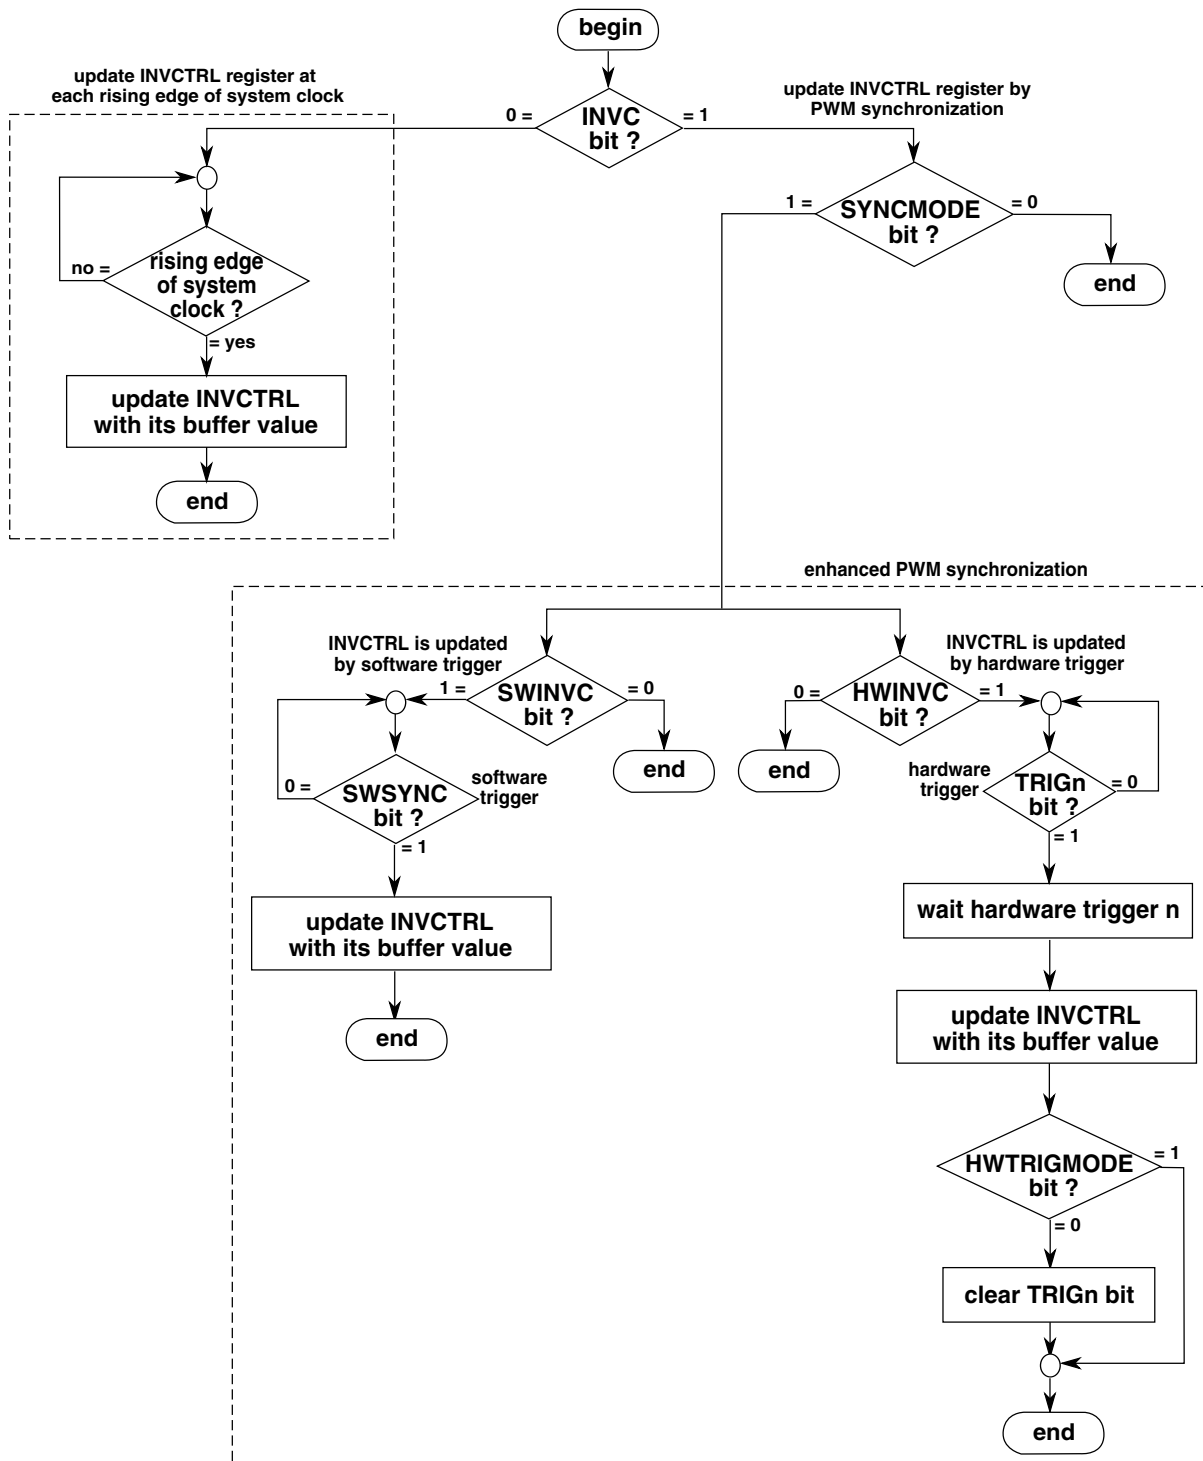 begin
update INVCTRL register at
each rising edge of system clock
update INVCTRL register by
PWM synchronization
0 =
INVC
bit ?
= 1
1 =
SYNCMODE
bit ?
= 0
end
no =
rising edge
of system
clock ?
= yes
update INVCTRL
with its buffer value
end
enhanced PWM synchronization
INVCTRL is updated
by software trigger
INVCTRL is updated
by hardware trigger
1 =
SWINVC
bit ?
= 0
end
0 =
HWINVC
bit ?
= 1
end
0 =
SWSYNC
bit ?
software
trigger
= 1
hardware
trigger
TRIGn
bit ?
= 0
= 1
update INVCTRL
with its buffer value
end
wait hardware trigger n
update INVCTRL
with its buffer value
HWTRIGMODE
bit ?
= 1
= 0
clear TRIGn bit
end